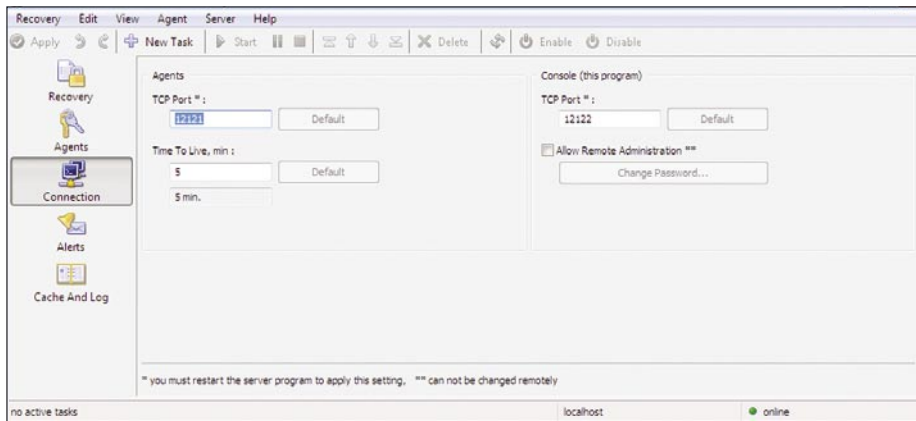 Recovery Edit View Agent Server Help
Apply New Task Start Delete Enable Disable
Recovery
Agents
Connection
Alerts
Cache And Log
Agents
TCP Port * :
12121 Default
Time To Live, min :
5 Default
5 min.
Console (this program)
TCP Port * :
12122 Default
Allow Remote Administration **
Change Password...
* you must restart the server program to apply this setting, ** can not be changed remotely
no active tasks localhost online